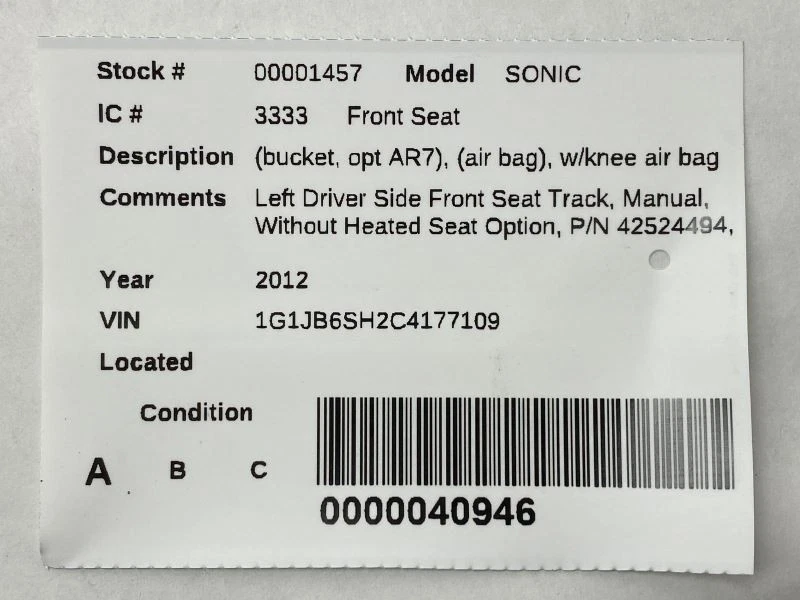 Stock # 00001457 Model SONIC
IC # 3333 Front Seat
Description (bucket, opt AR7), (air bag), w/knee air bag
Comments Left Driver Side Front Seat Track, Manual,
Without Heated Seat Option, P/N 42524494,
Year 2012
VIN 1G1JB6SH2C4177109
Located
Condition
A B C
0000040946